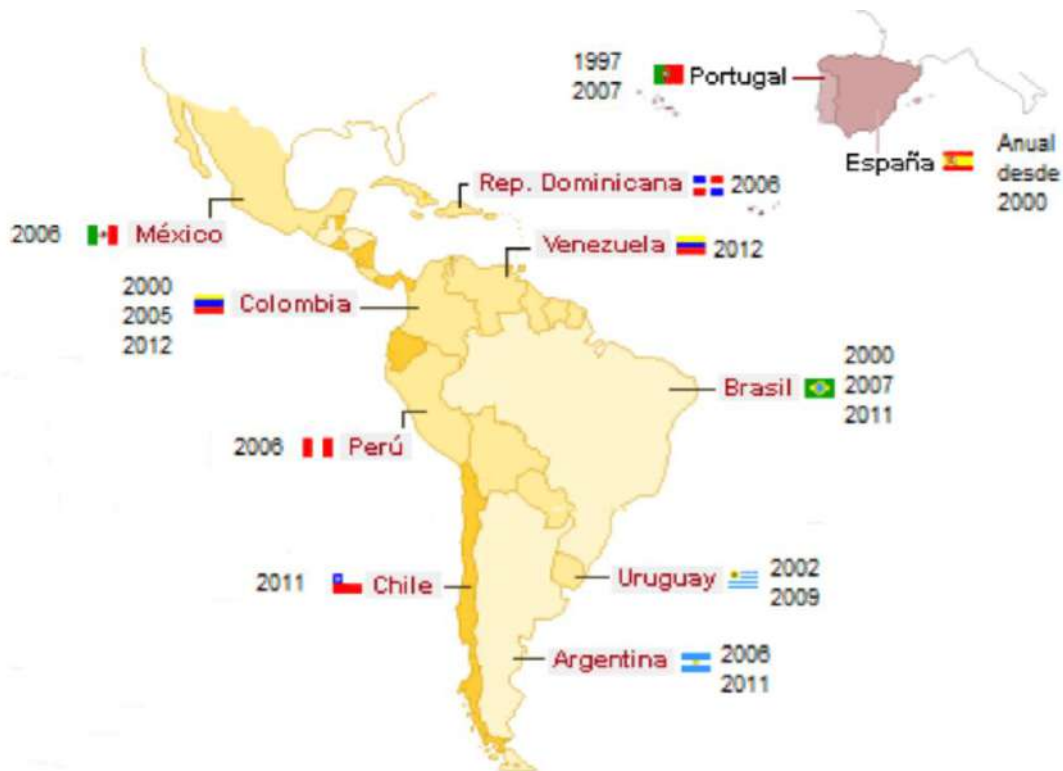 1997
2007
Portugal
España
Anual
desde
2000
Rep. Dominicana
2006
2006
México
Venezuela
2012
2000
2005
2012
Colombia
Brasil
2000
2007
2011
2006
Perú
2011
Chile
Uruguay
2002
2009
Argentina
2006
2011